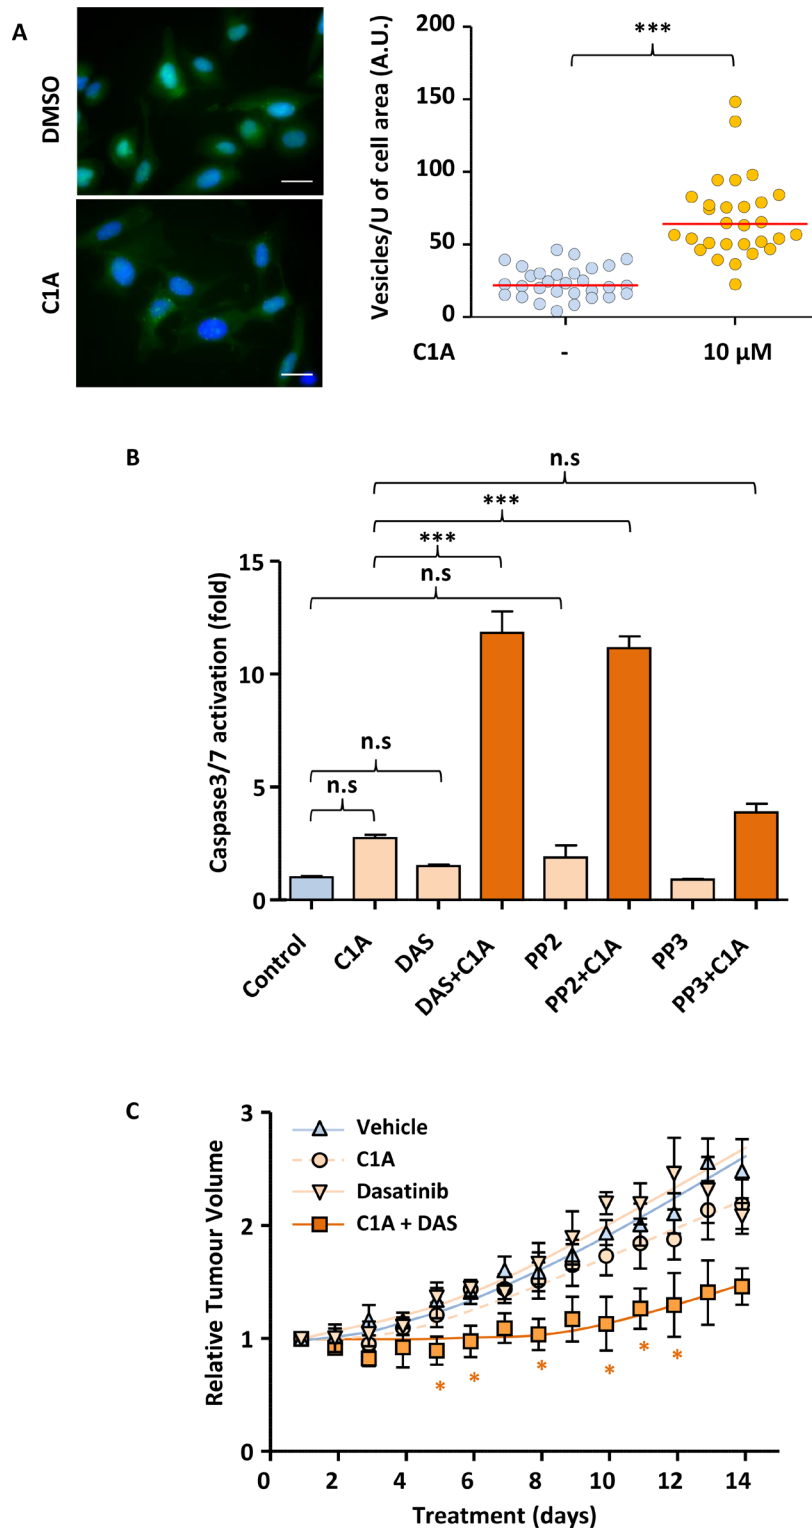 A
DMSO
C1A
Vesicles/U of cell area (A.U.)
200
150
100
50
0
***
C1A
-
10 μM
B
n.s
***
***
n.s
n.s
n.s
Caspase3/7 activation (fold)
15
10
5
0
Control
C1A
DAS
DAS+C1A
PP2
PP2+C1A
PP3
PP3+C1A
C
Relative Tumour Volume
3
2
1
0
Vehicle
C1A
Dasatinib
C1A + DAS
* * * * * *
0 2 4 6 8 10 12 14
Treatment (days)